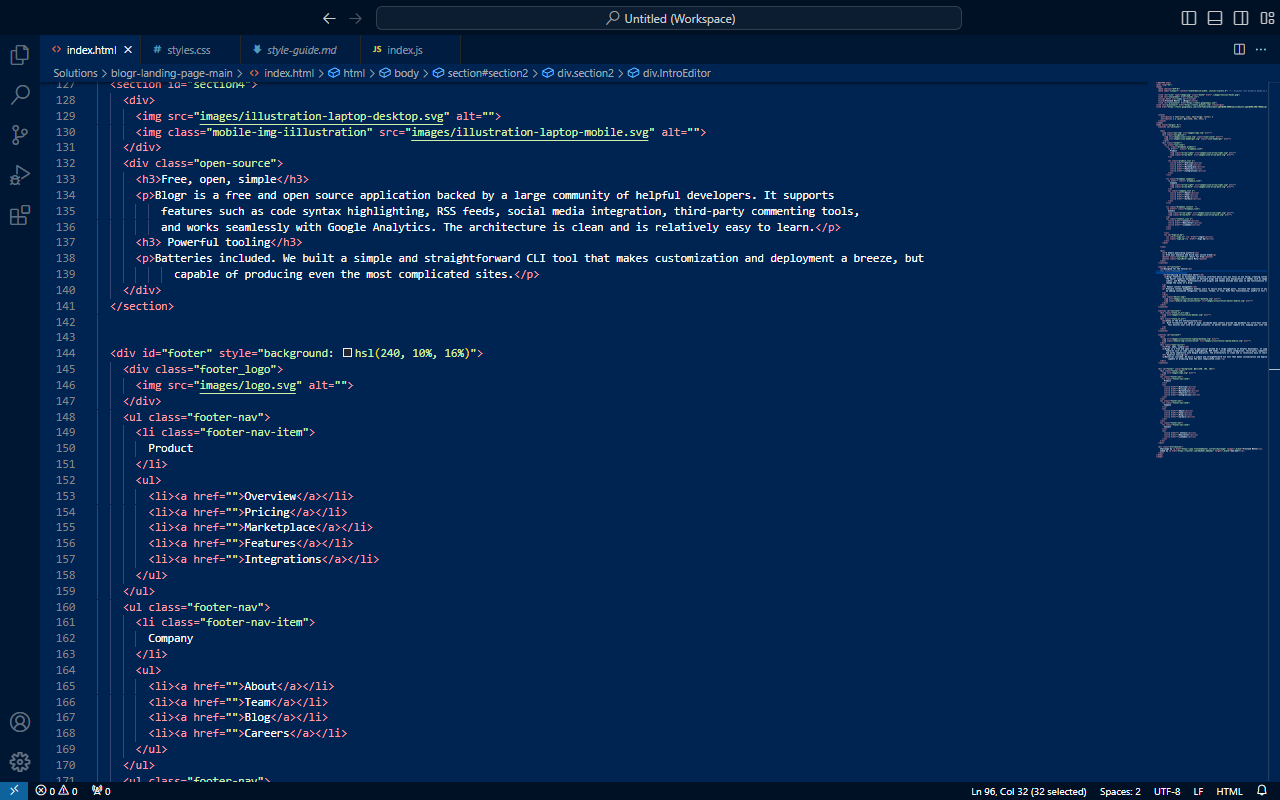 Untitled (Workspace)
index.html
styles.css
style-guide.md
JS index.js
Solutions > blogr-landing-page-main > index.html > html > body > section#section2 > div.section2 > div.IntroEditor
127 <section id="section4">
128 <div>
129 <img src="images/illustration-laptop-desktop.svg" alt="">
130 <img class="mobile-img-iillustration" src="images/illustration-laptop-mobile.svg" alt="">
131 </div>
132 <div class="open-source">
133 <h3>Free, open, simple</h3>
134 <p>Blogr is a free and open source application backed by a large community of helpful developers. It supports
135 features such as code syntax highlighting, RSS feeds, social media integration, third-party commenting tools,
136 and works seamlessly with Google Analytics. The architecture is clean and is relatively easy to learn.</p>
137 <h3> Powerful tooling</h3>
138 <p>Batteries included. We built a simple and straightforward CLI tool that makes customization and deployment a breeze, but
139 capable of producing even the most complicated sites.</p>
140 </div>
141 </section>
142
143
144 <div id="footer" style="background: hsl(240, 10%, 16%)">
145 <div class="footer_logo">
146 <img src="images/logo.svg" alt="">
147 </div>
148 <ul class="footer-nav">
149 <li class="footer-nav-item">
150 Product
151 </li>
152 <ul>
153 <li><a href="">Overview</a></li>
154 <li><a href="">Pricing</a></li>
155 <li><a href="">Marketplace</a></li>
156 <li><a href="">Features</a></li>
157 <li><a href="">Integrations</a></li>
158 </ul>
159 </ul>
160 <ul class="footer-nav">
161 <li class="footer-nav-item">
162 Company
163 </li>
164 <ul>
165 <li><a href="">About</a></li>
166 <li><a href="">Team</a></li>
167 <li><a href="">Blog</a></li>
168 <li><a href="">Careers</a></li>
169 </ul>
170 </ul>
171 <ul class="footer-nav">
0 0 0 Ln 96, Col 32 (32 selected) Spaces: 2 UTF-8 LF HTML